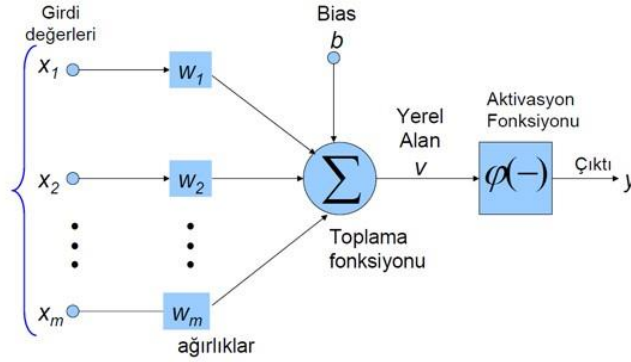 Girdi
değerleri
x1
w1
Bias
b
x2
w2
Σ
Toplama
fonksiyonu
Yerel
Alan
v
Aktivasyon
Fonksiyonu
φ(−)
Çıktı
y
xm
wm
ağırlıklar